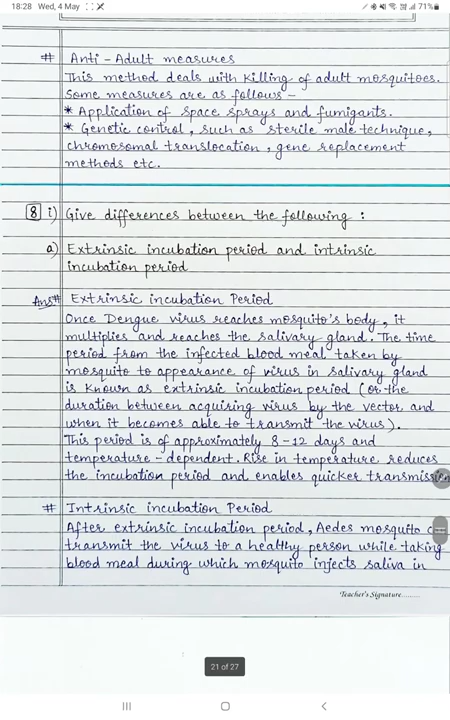 18:28 Wed, 4 May
71%
# Anti-Adult measures
This method deals with killing of adult mosquitoes.
Some measures are as follows -
* Application of space sprays and fumigants.
* Genetic control, such as sterile male technique,
chromosomal translocation, gene replacement
methods etc.
8 i) Give differences between the following :
a) Extrinsic incubation period and intrinsic
incubation period
Ans # Extrinsic incubation Period
Once Dengue virus reaches mosquito's body, it
multiplies and reaches the salivary gland. The time
period from the infected blood meal taken by
mosquito to appearance of virus in salivary gland
is known as extrinsic incubation period (or the
duration between acquiring virus by the vector and
when it becomes able to transmit the virus).
This period is of approximately 8-12 days and
temperature-dependent. Rise in temperature reduces
the incubation period and enables quicker transmission
# Intrinsic incubation Period
After extrinsic incubation period, Aedes mosquito c
transmit the virus to a healthy person while taking
blood meal during which mosquito injects saliva in
Teacher's Signature.........
21 of 27